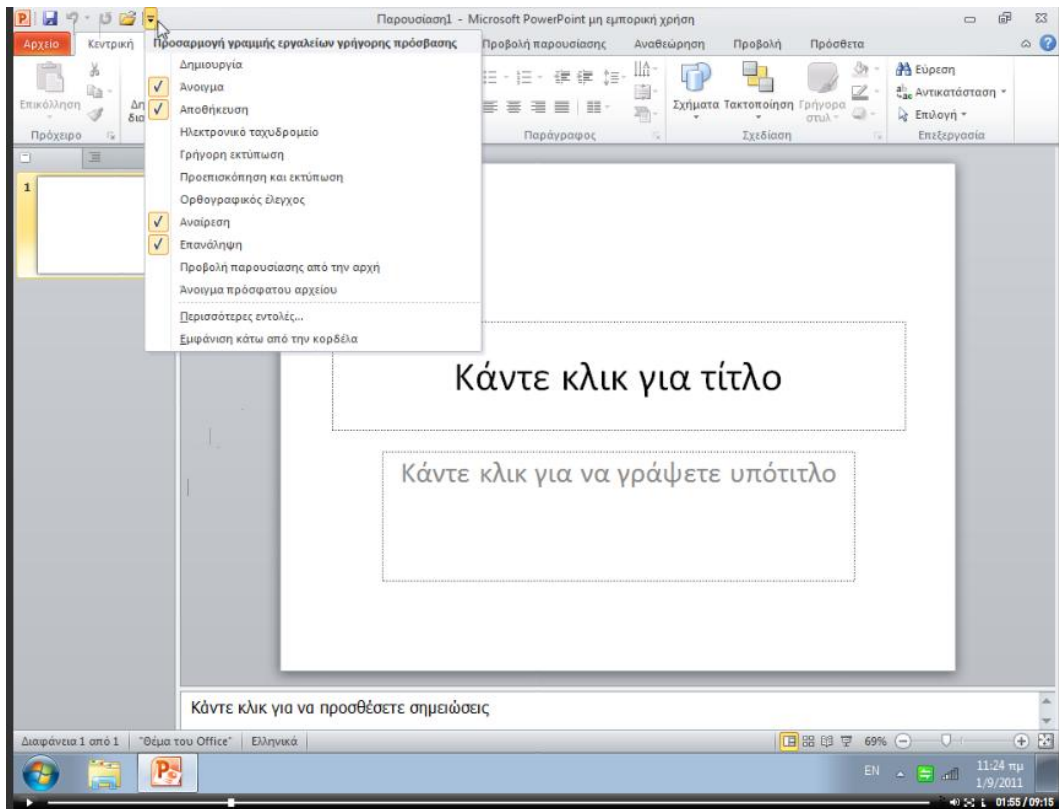 Παρουσίαση1 - Microsoft PowerPoint μη εμπορική χρήση
Αρχείο Κεντρική Προβολή παρουσίασης Αναθεώρηση Προβολή Πρόσθετα
Προσαρμογή γραμμής εργαλείων γρήγορης πρόσβασης
Δημιουργία
Άνοιγμα
Αποθήκευση
Ηλεκτρονικό ταχυδρομείο
Γρήγορη εκτύπωση
Προεπισκόπηση και εκτύπωση
Ορθογραφικός έλεγχος
Αναίρεση
Επανάληψη
Προβολή παρουσίασης από την αρχή
Άνοιγμα πρόσφατου αρχείου
Περισσότερες εντολές...
Εμφάνιση κάτω από την κορδέλα
Επικόλληση
Πρόχειρο
Παράγραφος
Σχήματα Τακτοποίηση Γρήγορα
στυλ
Σχεδίαση
Εύρεση
Αντικατάσταση
Επιλογή
Επεξεργασία
1
Κάντε κλικ για τίτλο
Κάντε κλικ για να γράψετε υπότιτλο
Κάντε κλικ για να προσθέσετε σημειώσεις
Διαφάνεια 1 από 1 "Θέμα του Office" Ελληνικά 69%
EN 11:24 πμ
1/9/2011
01:55 / 09:15